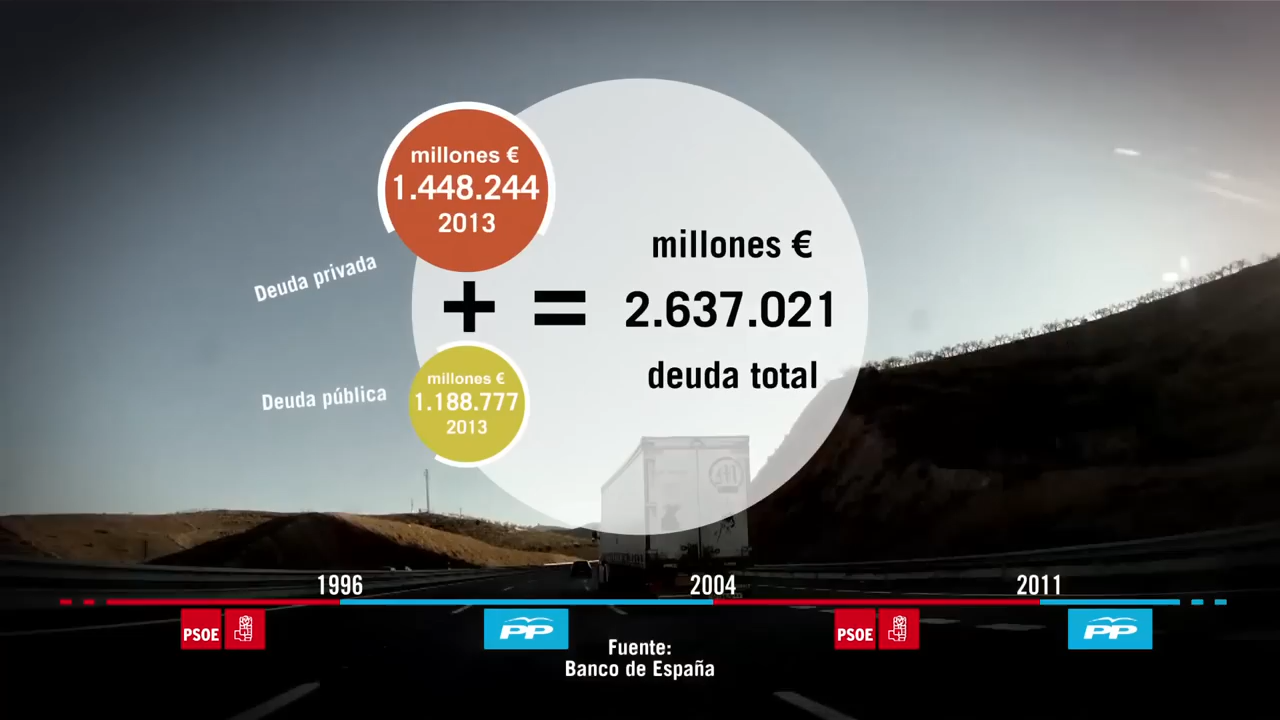 millones €
1.448.244
2013
Deuda privada
+ = 
millones €
2.637.021
deuda total
Deuda pública
millones €
1.188.777
2013
1996
2004
2011
PSOE
PP
PSOE
PP
Fuente:
Banco de España